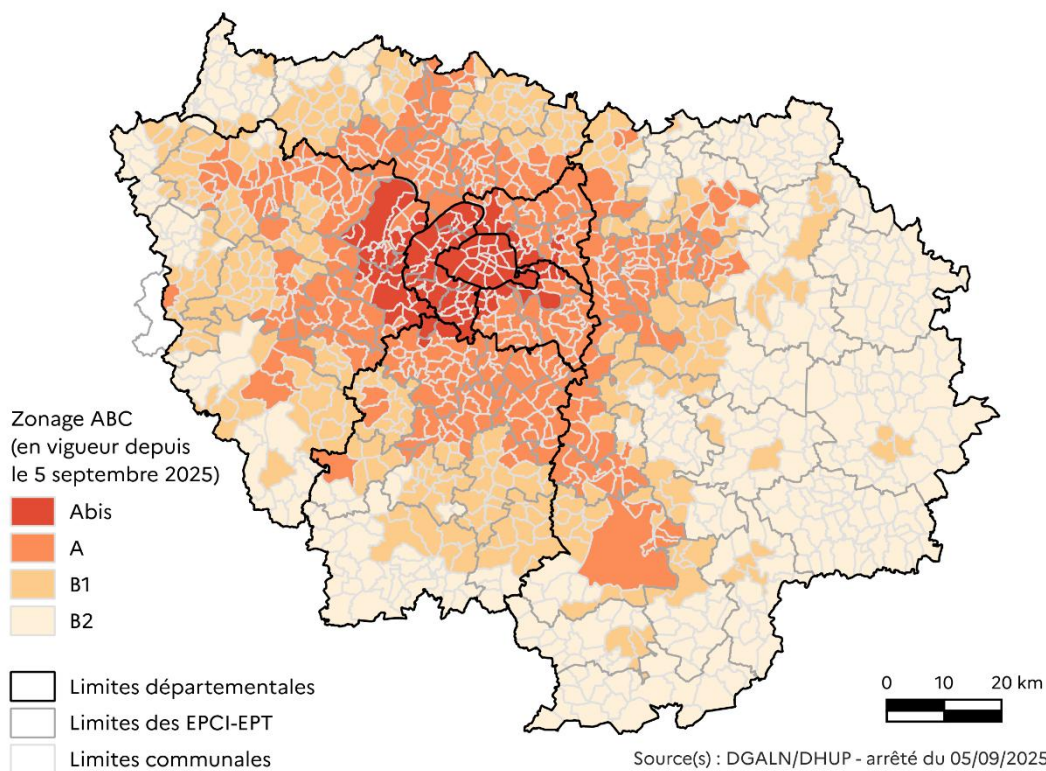 Zonage ABC
(en vigueur depuis
le 5 septembre 2025)
Abis
A
B1
B2
Limites départementales
Limites des EPCI-EPT
Limites communales
0 10 20 km
Source(s) : DGALN/DHUP - arrêté du 05/09/2025